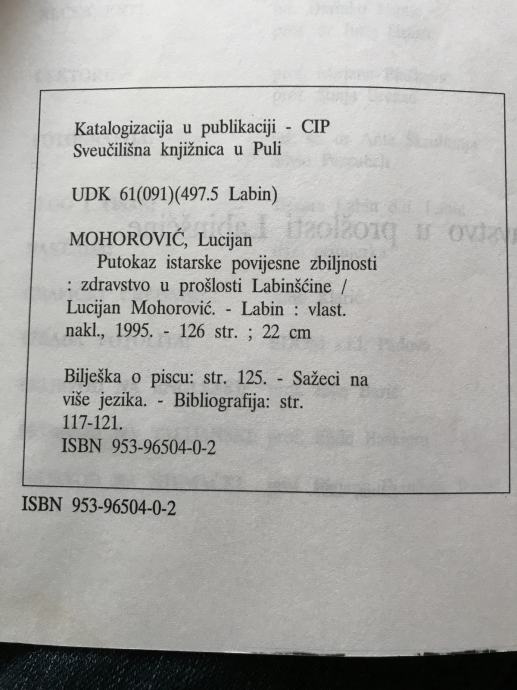 Katalogizacija u publikaciji - CIP
Sveučilišna knjižnica u Puli
UDK 61(091)(497.5 Labin)
MOHOROVIĆ, Lucijan
Putokaz istarske povijesne zbiljnosti
: zdravstvo u prošlosti Labinšćine /
Lucijan Mohorović. - Labin : vlast.
nakl., 1995. - 126 str. ; 22 cm
Bilješka o piscu: str. 125. - Sažeci na
više jezika. - Bibliografija: str.
117-121.
ISBN 953-96504-0-2
ISBN 953-96504-0-2